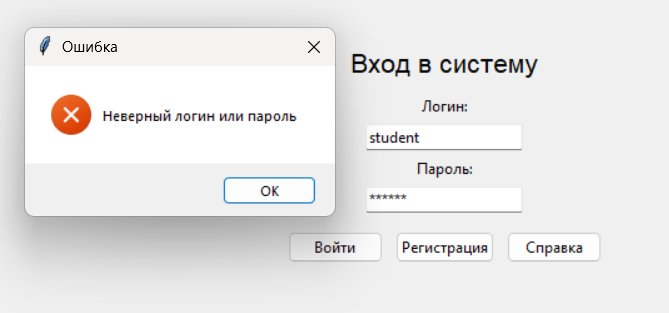 Ошибка
Неверный логин или пароль
OK
Вход в систему
Логин:
student
Пароль:
******
Войти
Регистрация
Справка